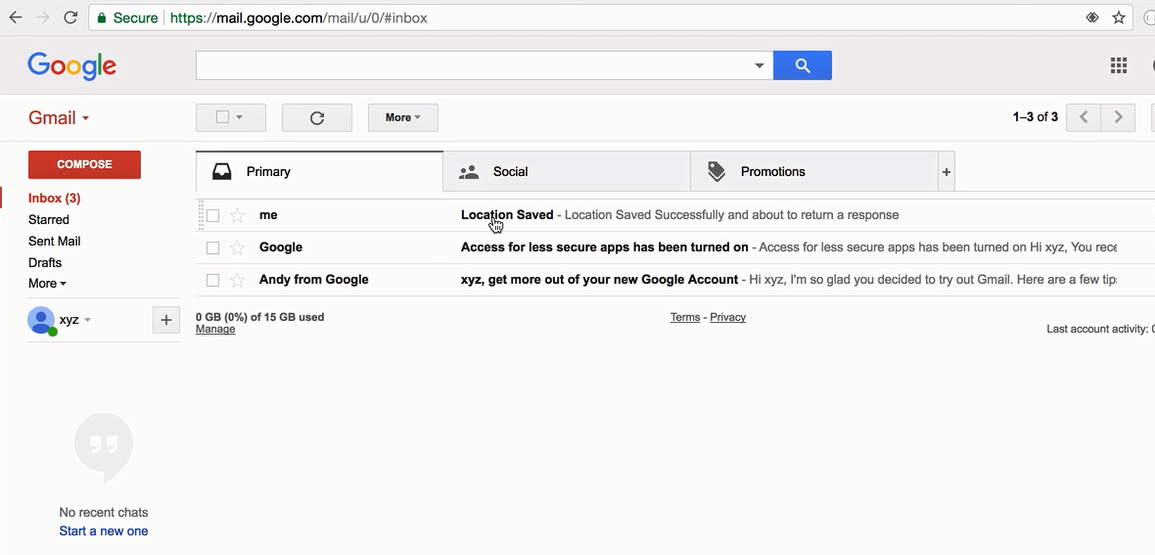 Secure https://mail.google.com/mail/u/0/#inbox
Google
Gmail
More
1–3 of 3
COMPOSE
Primary
Social
Promotions
+
Inbox (3)
me Location Saved - Location Saved Successfully and about to return a response
Starred
Sent Mail
Google Access for less secure apps has been turned on - Access for less secure apps has been turned on Hi xyz, You rece
Drafts
Andy from Google xyz, get more out of your new Google Account - Hi xyz, I'm so glad you decided to try out Gmail. Here are a few tip
More
xyz
+
0 GB (0%) of 15 GB used
Manage
Terms - Privacy
Last account activity: 0
No recent chats
Start a new one